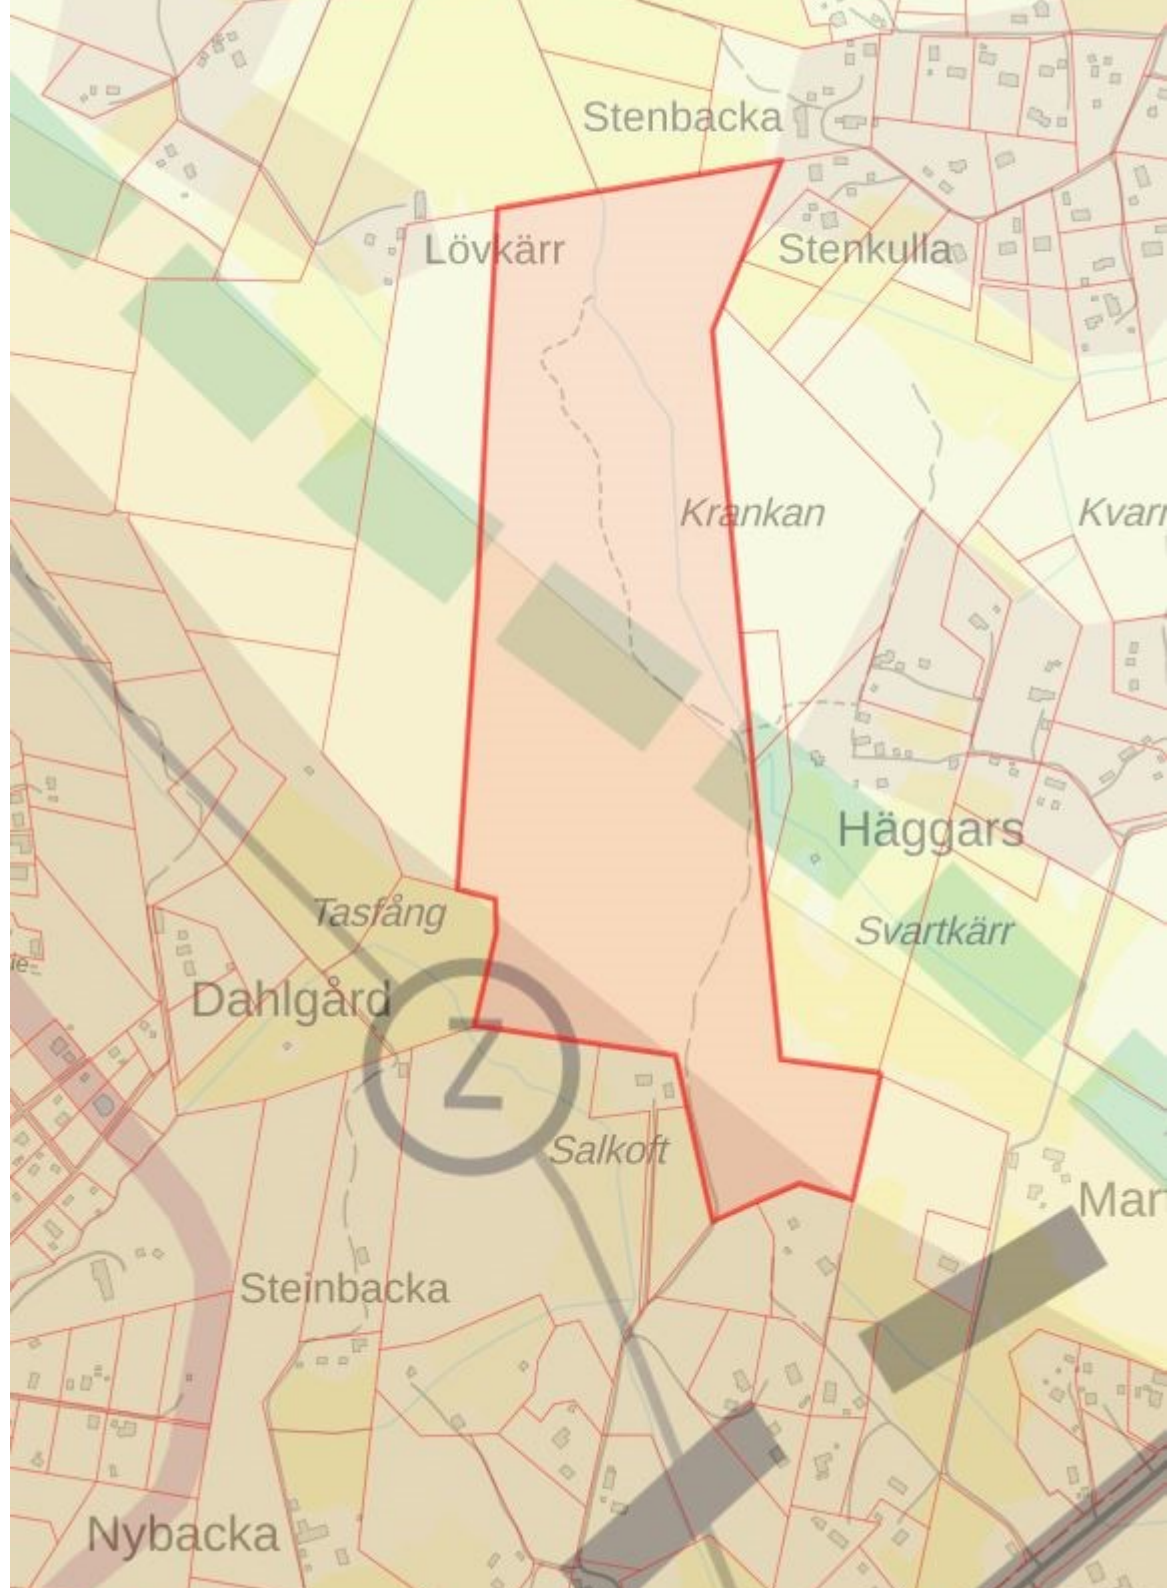 Stenbacka
Lövkärr
Stenkulla
Krankan
Häggars
Tasfång
Svartkärr
Dahlgård
Z
Salkoft
Steinbacka
Nybacka